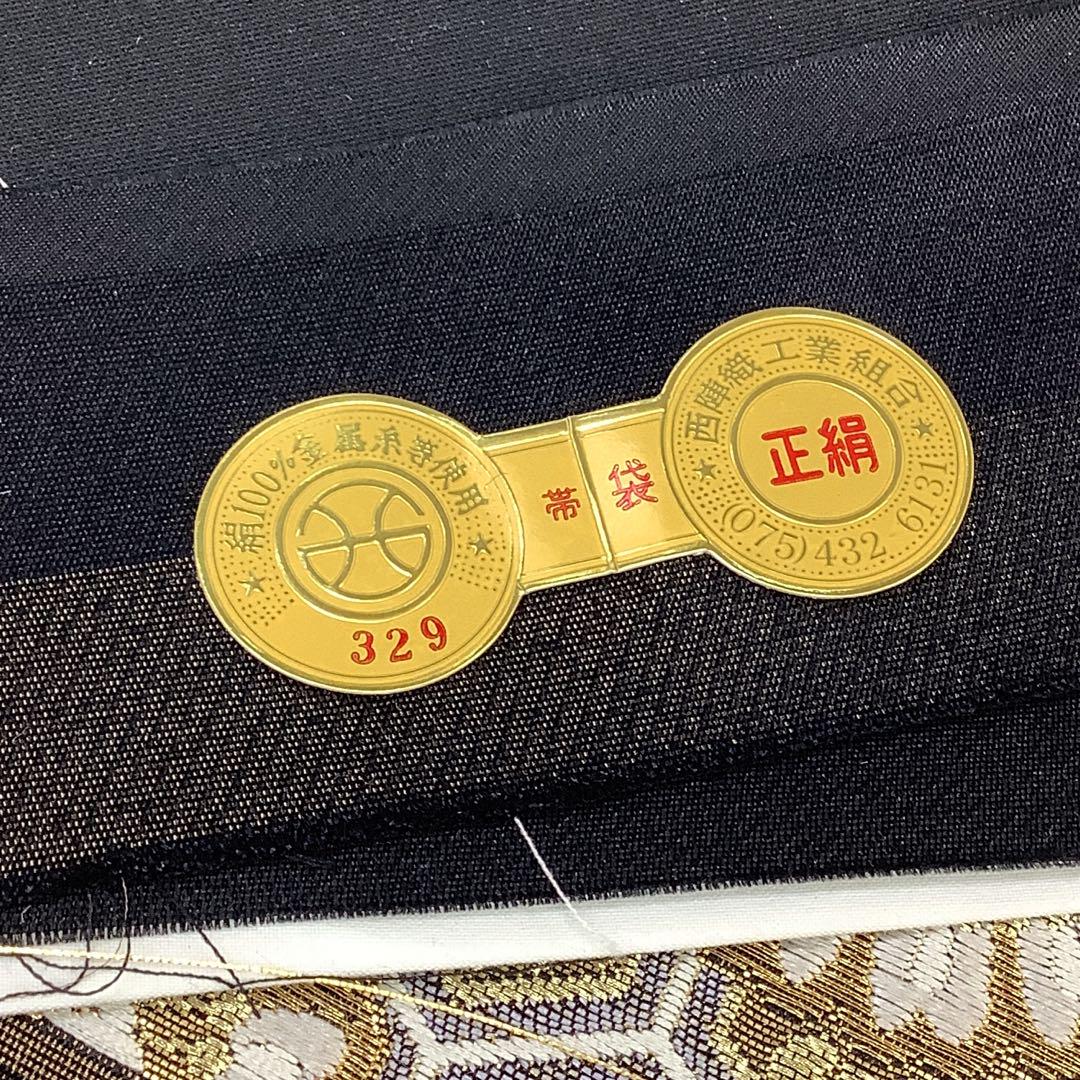 絹100%金属糸等使用
329
帯
袋
西陣織工業組合
正絹
(075)432 6131